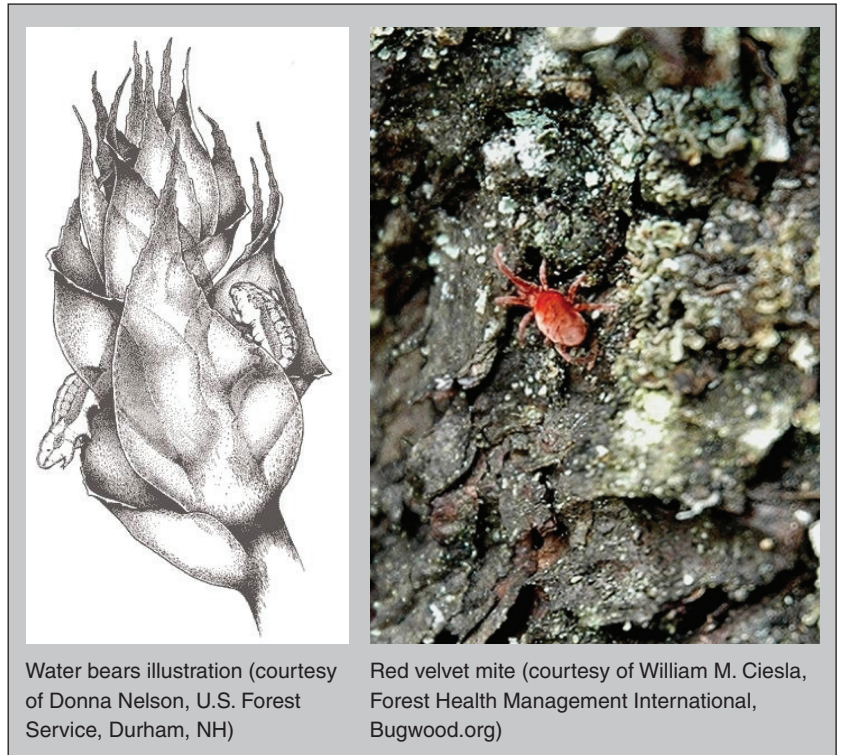 Water bears illustration (courtesy
of Donna Nelson, U.S. Forest
Service, Durham, NH)
Red velvet mite (courtesy of William M. Ciesla,
Forest Health Management International,
Bugwood.org)